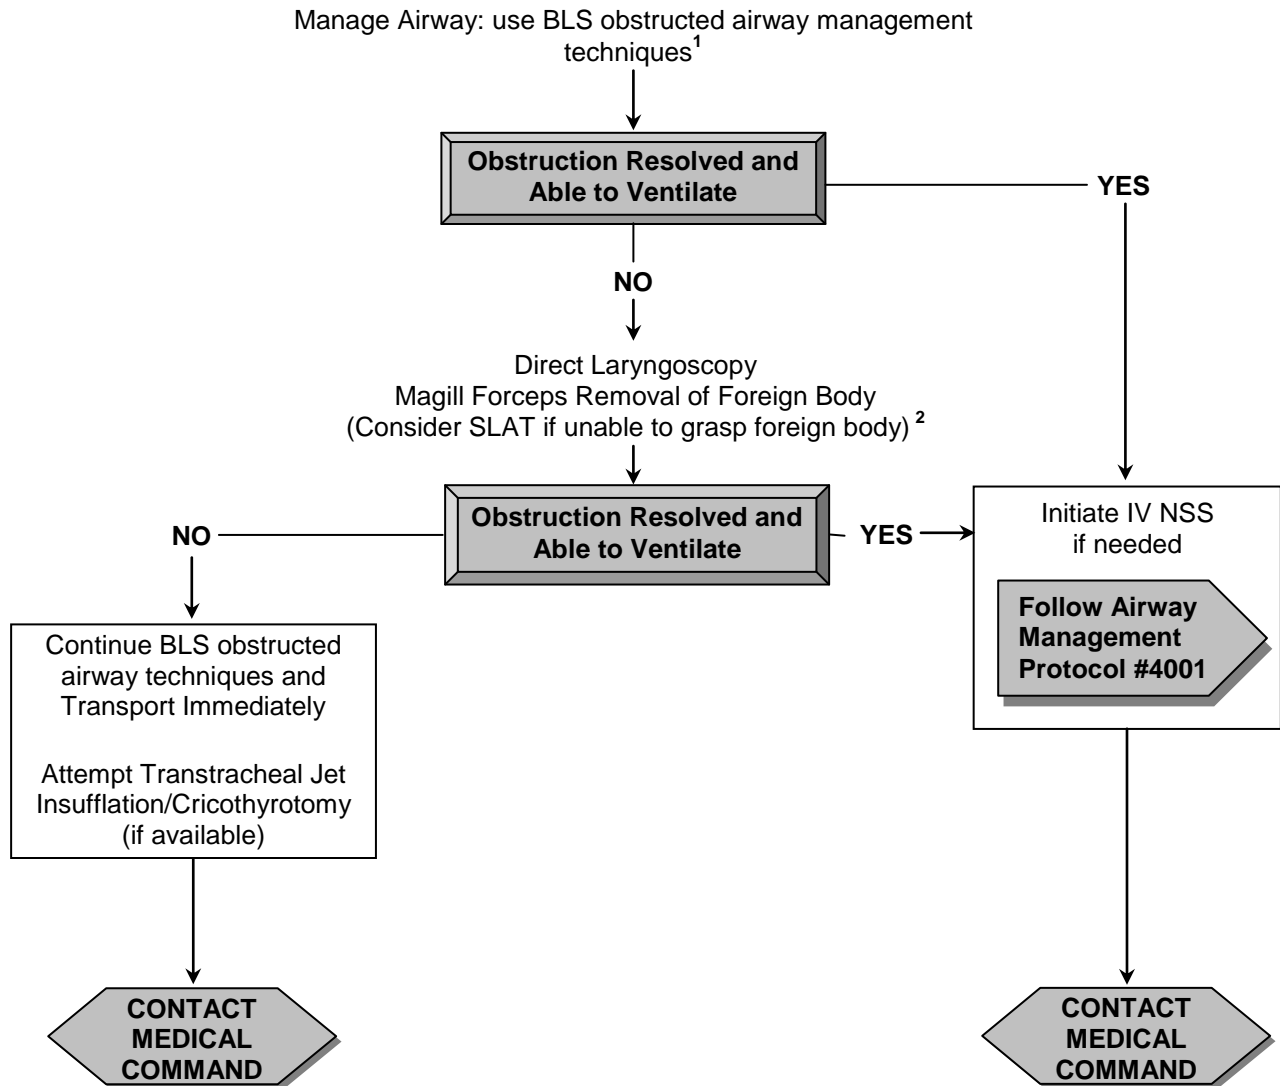 Manage Airway: use BLS obstructed airway management
techniques1
Obstruction Resolved and
Able to Ventilate
YES
NO
Direct Laryngoscopy
Magill Forceps Removal of Foreign Body
(Consider SLAT if unable to grasp foreign body) 2
Obstruction Resolved and
Able to Ventilate
NO
YES
Initiate IV NSS
if needed
Follow Airway
Management
Protocol #4001
Continue BLS obstructed
airway techniques and
Transport Immediately
Attempt Transtracheal Jet
Insufflation/Cricothyrotomy
(if available)
CONTACT
MEDICAL
COMMAND
CONTACT
MEDICAL
COMMAND